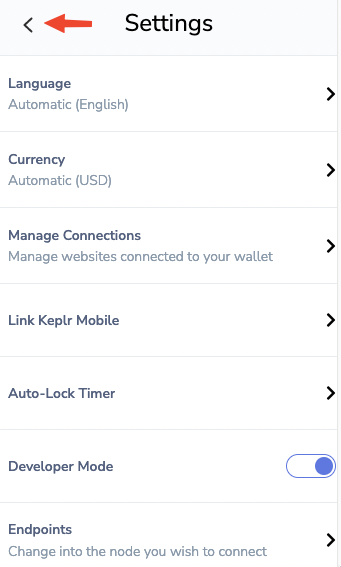 Settings
Language
Automatic (English)
Currency
Automatic (USD)
Manage Connections
Manage websites connected to your wallet
Link Keplr Mobile
Auto-Lock Timer
Developer Mode
Endpoints
Change into the node you wish to connect